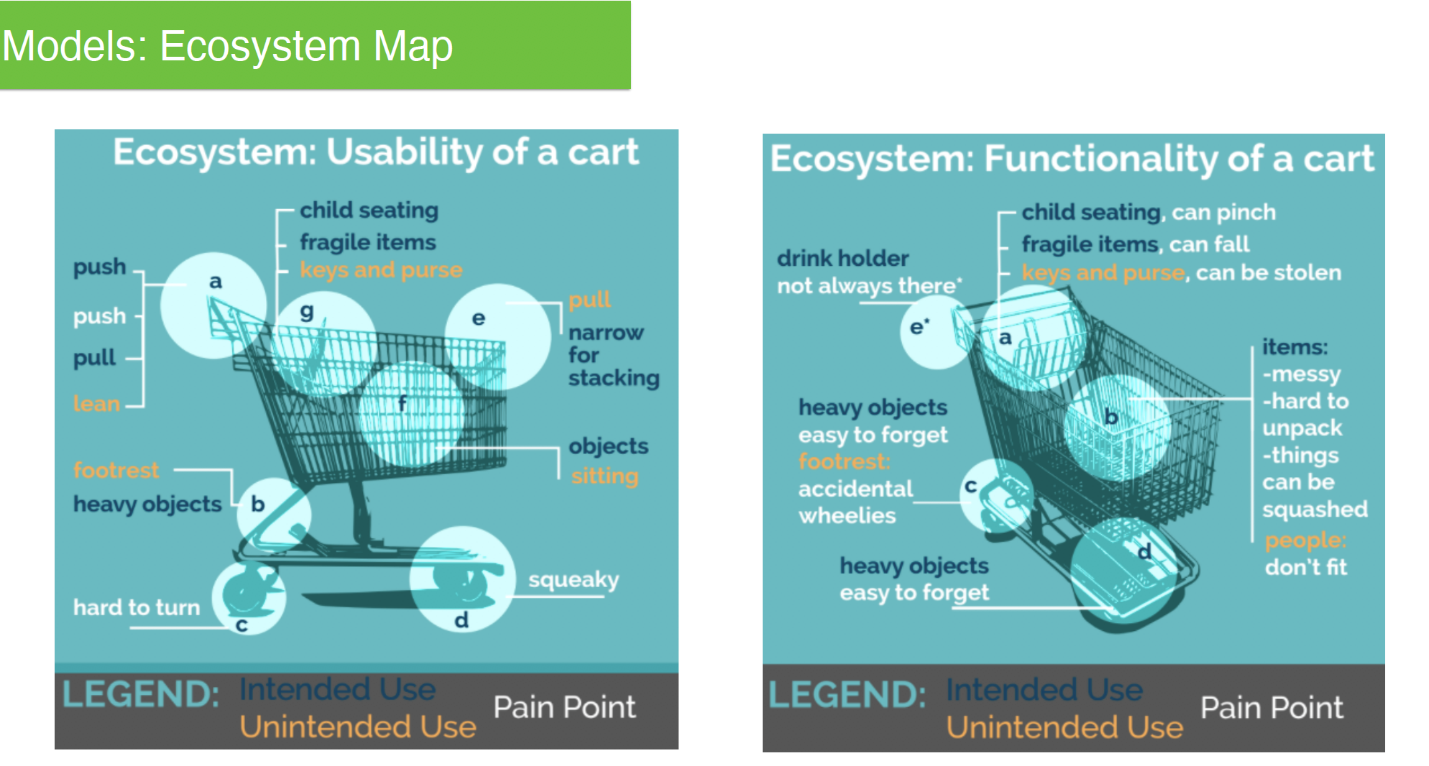 Models: Ecosystem Map
Ecosystem: Usability of a cart
child seating
fragile items
keys and purse
push
push
pull
lean
a
g
e
pull
narrow
for
stacking
f
objects
sitting
footrest
heavy objects
b
hard to turn
c
d
squeaky
LEGEND:
Intended Use
Unintended Use
Pain Point
Ecosystem: Functionality of a cart
child seating, can pinch
fragile items, can fall
keys and purse, can be stolen
drink holder
not always there*
e*
a
items:
-messy
-hard to
unpack
-things
can be
squashed
people:
don't fit
b
heavy objects
easy to forget
footrest:
accidental
wheelies
c
d
heavy objects
easy to forget
LEGEND:
Intended Use
Unintended Use
Pain Point